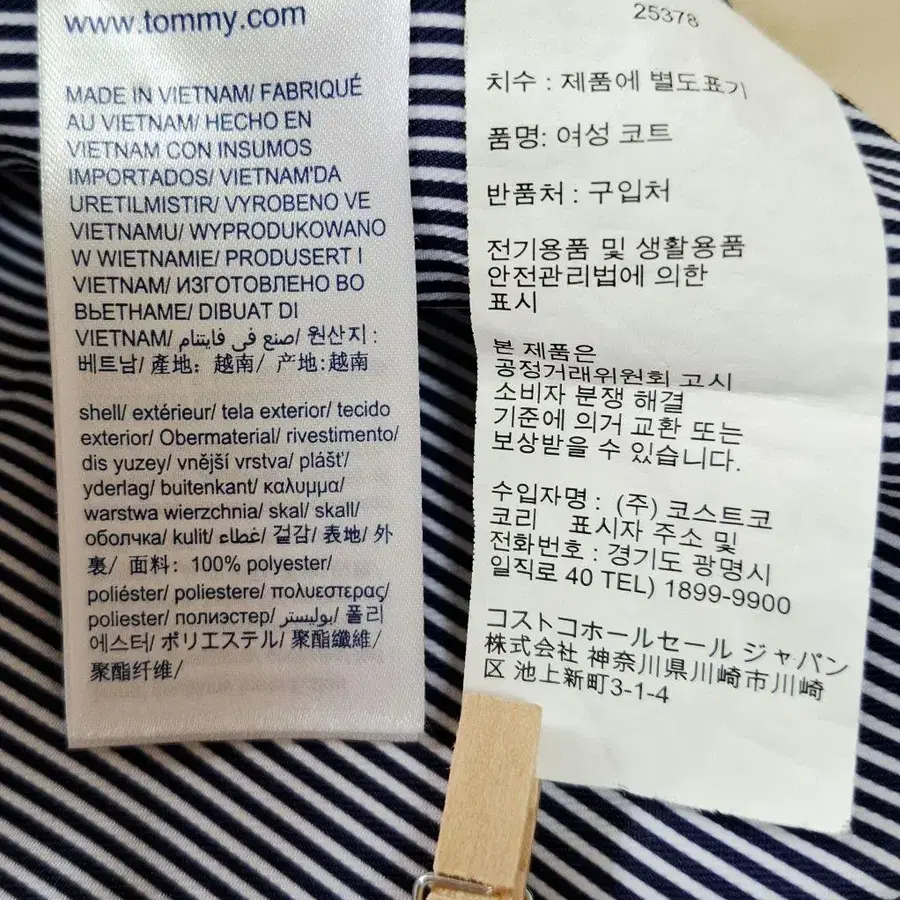 www.tommy.com
MADE IN VIETNAM/ FABRIQUÉ
AU VIETNAM/ HECHO EN
VIETNAM CON INSUMOS
IMPORTADOS/ VIETNAM'DA
URETILMISTIR/ VYROBENO VE
VIETNAMU/ WYPRODUKOWANO
W WIETNAMIE/ PRODUSERT I
VIETNAM/ ИЗГОТОВЛЕНО ВО
ВЬЕТНАМЕ/ DIBUAT DI
VIETNAM/ صنع في فايتنام/ 원산지 :
베트남/ 產地：越南/ 产地:越南
shell/ extérieur/ tela exterior/ tecido
exterior/ Obermaterial/ rivestimento/
dis yuzey/ vnější vrstva/ plášť/
yderlag/ buitenkant/ καλυμμα/
warstwa wierzchnia/ skal/ skall/
оболчка/ kulit/ غطاء/ 겉감/ 表地/ 外
裏/ 面料：100% polyester/
poliéster/ poliestere/ πολυεστερας/
poliester/ полиэстер/ بوليستر/ 폴리
에스터/ ポリエステル/ 聚酯纖維/
聚酯纤维/
25378
치수 : 제품에 별도표기
품명: 여성 코트
반품처 : 구입처
전기용품 및 생활용품
안전관리법에 의한
표시
본 제품은
공정거래위원회 고시
소비자 분쟁 해결
기준에 의거 교환 또는
보상받을 수 있습니다.
수입자명 : (주) 코스트코
코리 표시자 주소 및
전화번호 : 경기도 광명시
일직로 40 TEL) 1899-9900
コストコホールセール ジャパン
株式会社 神奈川県川崎市川崎
区 池上新町3-1-4